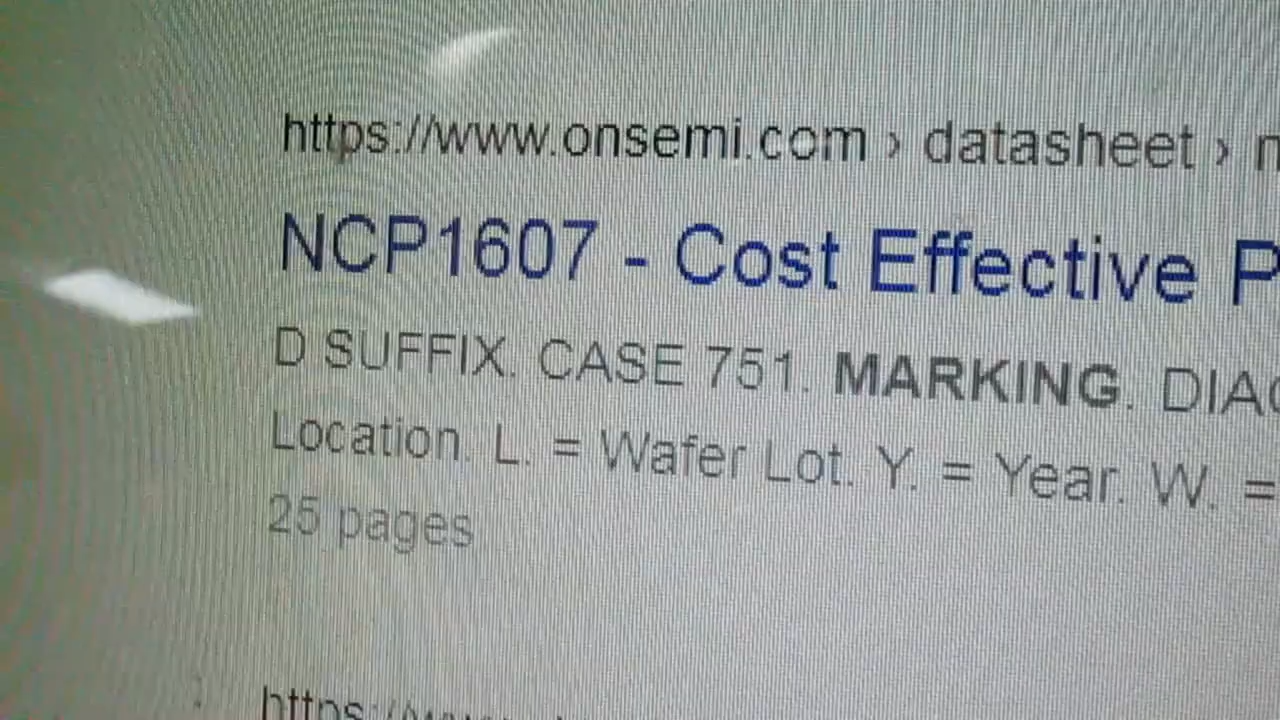 https://www.onsemi.com › datasheet ›
NCP1607 - Cost Effective
D SUFFIX. CASE 751. MARKING.
Location. L. = Wafer Lot. Y. = Year. W. =
25 pages